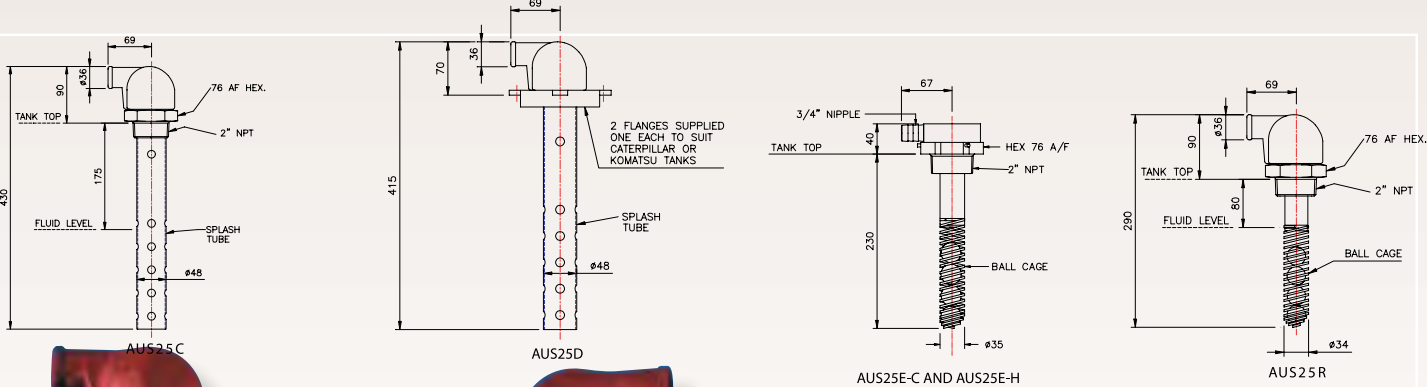 69
ø36
90
76 AF HEX.
TANK TOP
2" NPT
175
430
FLUID LEVEL
SPLASH
TUBE
ø48
AUS25C
69
36
70
2 FLANGES SUPPLIED
ONE EACH TO SUIT
CATERPILLAR OR
KOMATSU TANKS
415
SPLASH
TUBE
ø48
AUS25D
67
3/4" NIPPLE
40
TANK TOP
HEX 76 A/F
2" NPT
230
BALL CAGE
ø35
AUS25E-C AND AUS25E-H
69
ø36
90
76 AF HEX.
TANK TOP
2" NPT
80
FLUID LEVEL
290
BALL CAGE
ø34
AUS25R